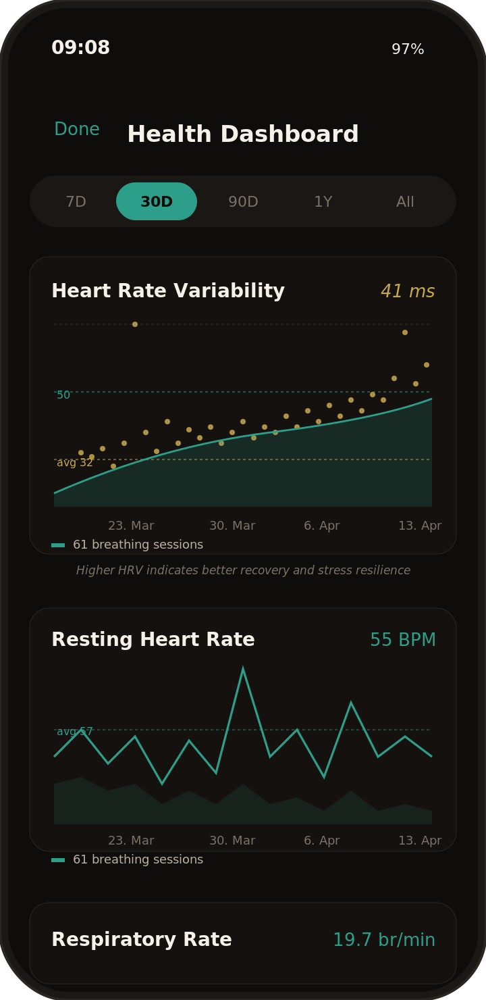 09:08 97%
Done Health Dashboard
7D 30D 90D 1Y All
Heart Rate Variability 41 ms
50
avg 32
23. Mar 30. Mar 6. Apr 13. Apr
61 breathing sessions
Higher HRV indicates better recovery and stress resilience
Resting Heart Rate 55 BPM
avg 57
23. Mar 30. Mar 6. Apr 13. Apr
61 breathing sessions
Respiratory Rate 19.7 br/min